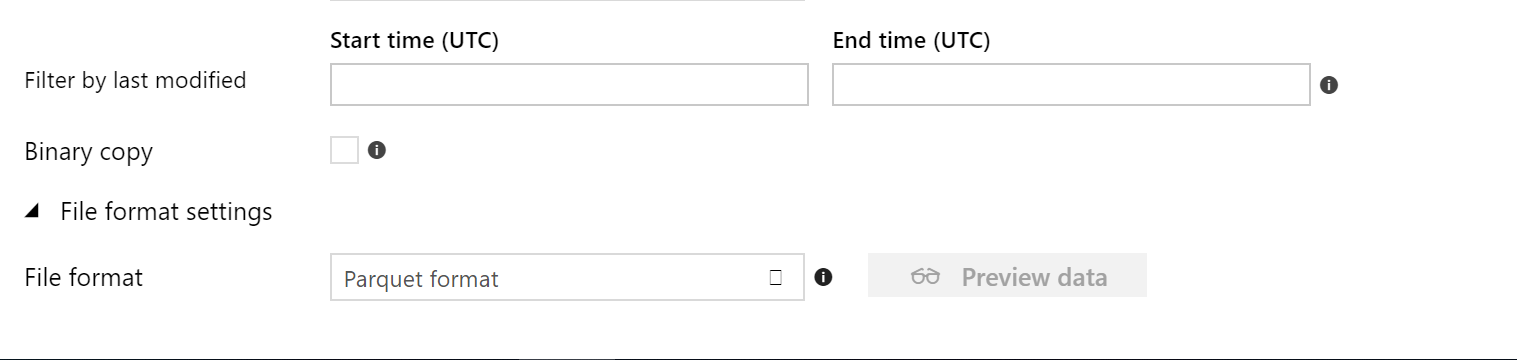 Start time (UTC) End time (UTC)
Filter by last modified
Binary copy
File format settings
File format Parquet format Preview data